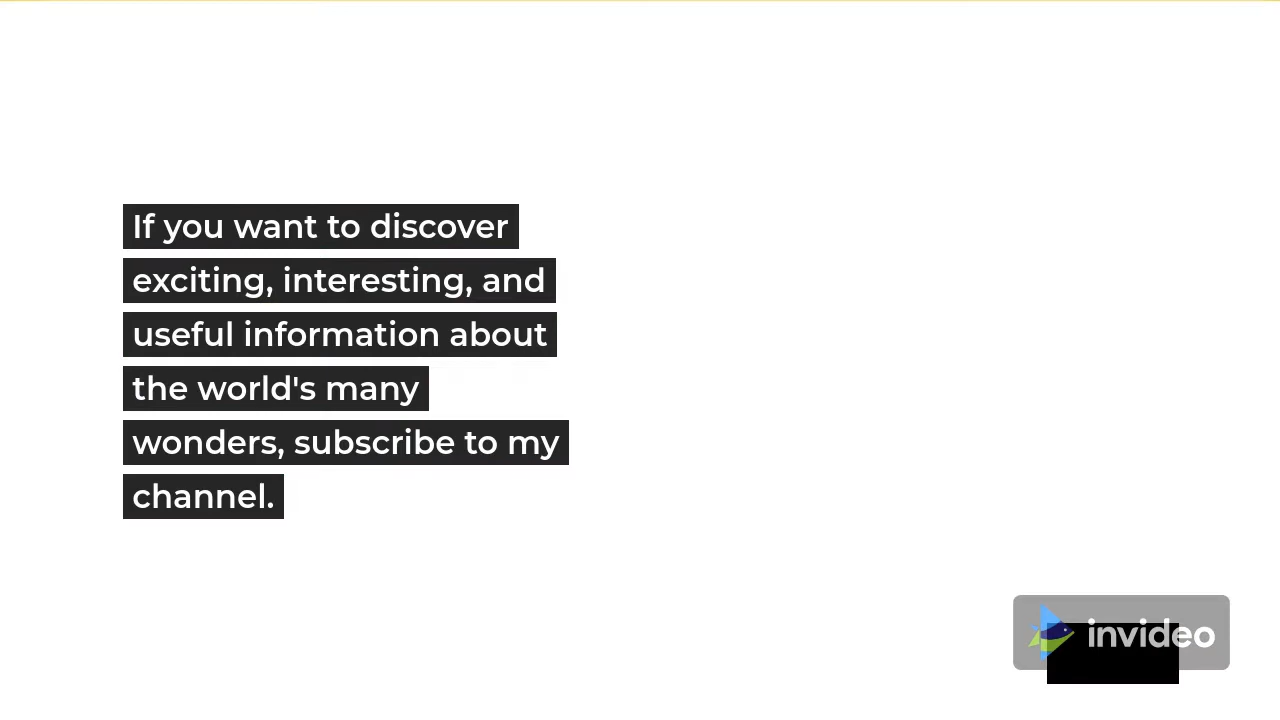 If you want to discover
exciting, interesting, and
useful information about
the world's many
wonders, subscribe to my
channel.
invideo